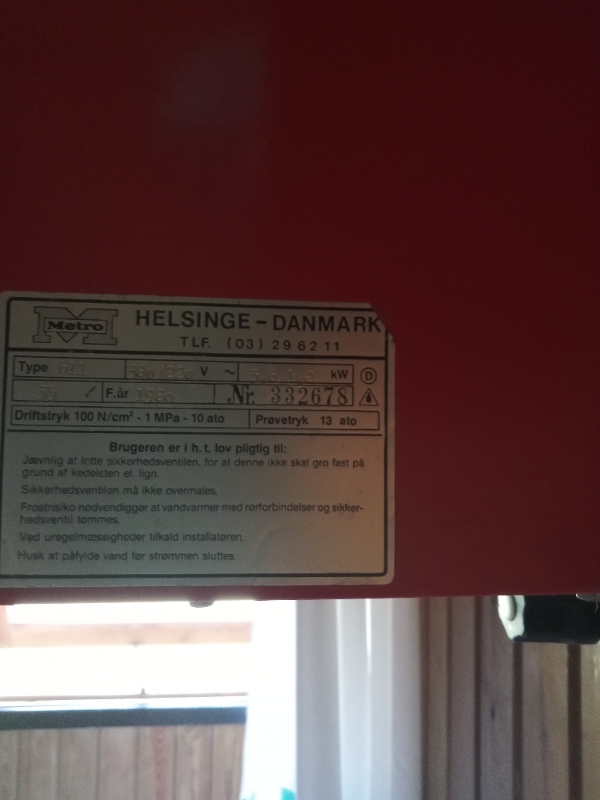 Metro
HELSINGE - DANMARK
TLF. (03) 29 62 11
Type V ~ kW D
F.år Nr. 332678
Driftstryk 100 N/cm² - 1 MPa - 10 ato Prøvetryk 13 ato
Brugeren er i h.t. lov pligtig til:
Jævnlig at lette sikkerhedsventilen, for at denne ikke skal gro fast på
grund af kedelsten el. lign.
Sikkerhedsventilen må ikke overmales.
Frostrisiko nødvendiggør at vandvarmer med rørforbindelser og sikker-
hedsventil tømmes.
Ved uregelmæssigheder tilkald installatøren.
Husk at påfylde vand før strømmen sluttes.